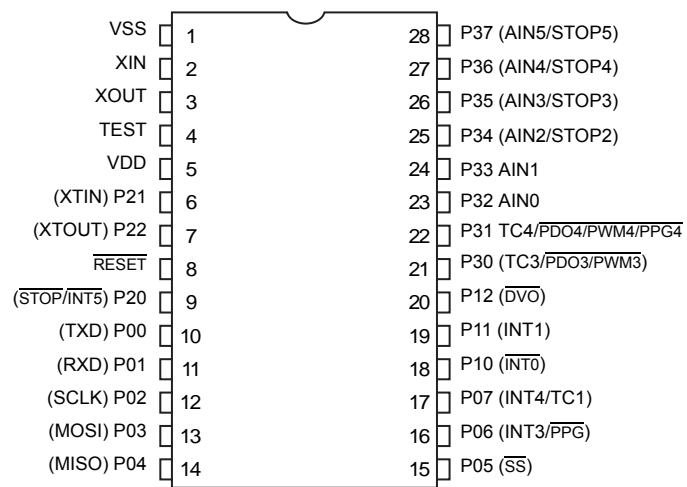 VSS 1 28 P37 (AIN5/STOP5)
XIN 2 27 P36 (AIN4/STOP4)
XOUT 3 26 P35 (AIN3/STOP3)
TEST 4 25 P34 (AIN2/STOP2)
VDD 5 24 P33 AIN1
(XTIN) P21 6 23 P32 AIN0
(XTOUT) P22 7 22 P31 TC4/PDO4/PWM4/PPG4
RESET 8 21 P30 (TC3/PDO3/PWM3)
(STOP/INT5) P20 9 20 P12 (DVO)
(TXD) P00 10 19 P11 (INT1)
(RXD) P01 11 18 P10 (INT0)
(SCLK) P02 12 17 P07 (INT4/TC1)
(MOSI) P03 13 16 P06 (INT3/PPG)
(MISO) P04 14 15 P05 (SS)